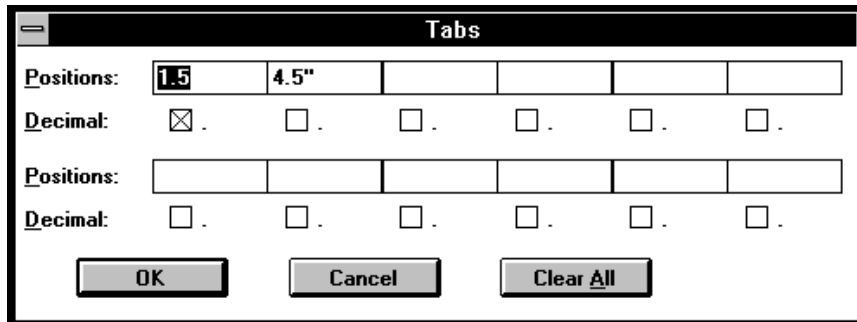 Tabs
Positions: 1.5 4.5"
Decimal: . . . . . .
Positions:
Decimal: . . . . . .
OK Cancel Clear All